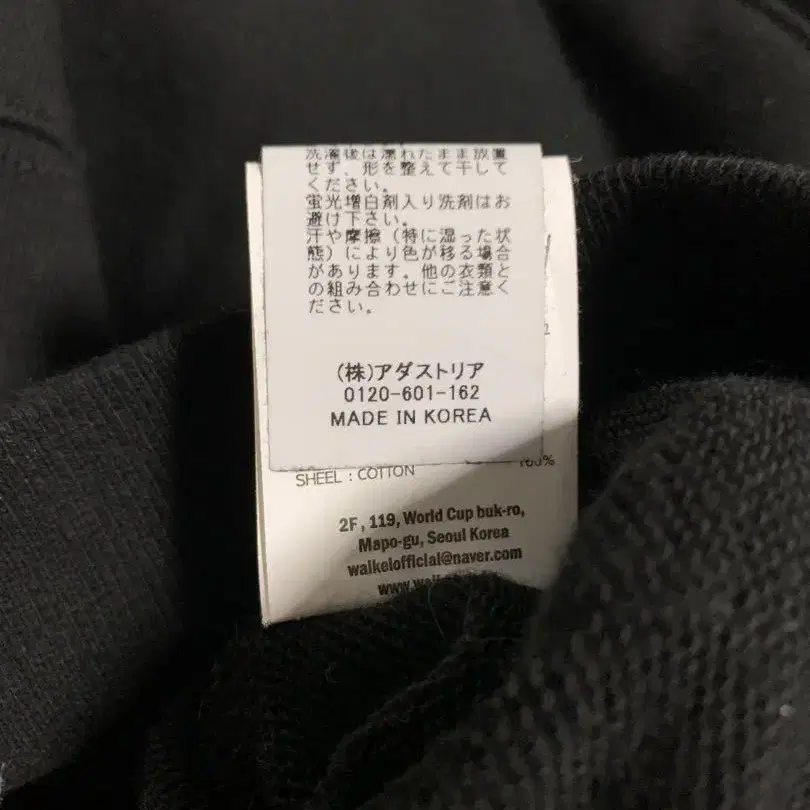 洗濯後は濡れたまま放置
せず、形を整えて干して
ください。
蛍光増白剤入り洗剤はお
避け下さい。
汗や摩擦（特に湿った状
態）により色が移る場合
があります。他の衣類と
の組み合わせにご注意く
ださい。
(株)アダストリア
0120-601-162
MADE IN KOREA
SHEEL : COTTON 100%
2F, 119, World Cup buk-ro,
Mapo-gu, Seoul Korea
waikeiofficial@naver.com